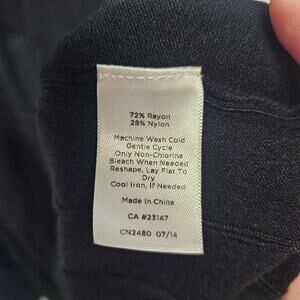 72% Rayon
28% Nylon
Machine Wash Cold
Gentle Cycle
Only Non-Chlorine
Bleach When Needed
Reshape, Lay Flat To
Dry
Cool Iron, If Needed
Made in China
CA #23147
CN2480 07/14